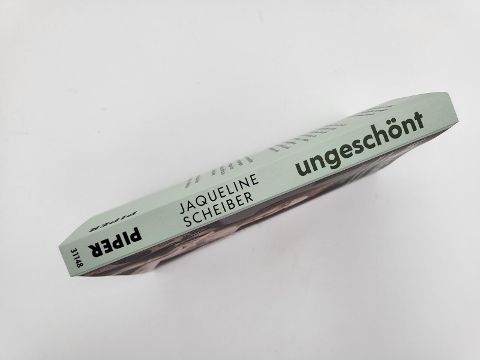 ungeschönt
JAQUELINE
SCHEIBER
PIPER
31148